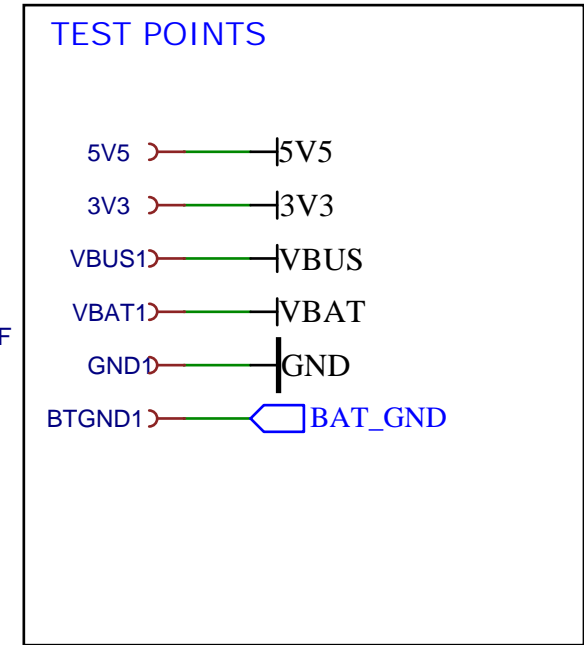 TEST POINTS
5V5 5V5
3V3 3V3
VBUS1 VBUS
VBAT1 VBAT
F
GND1 GND
BTGND1 BAT_GND